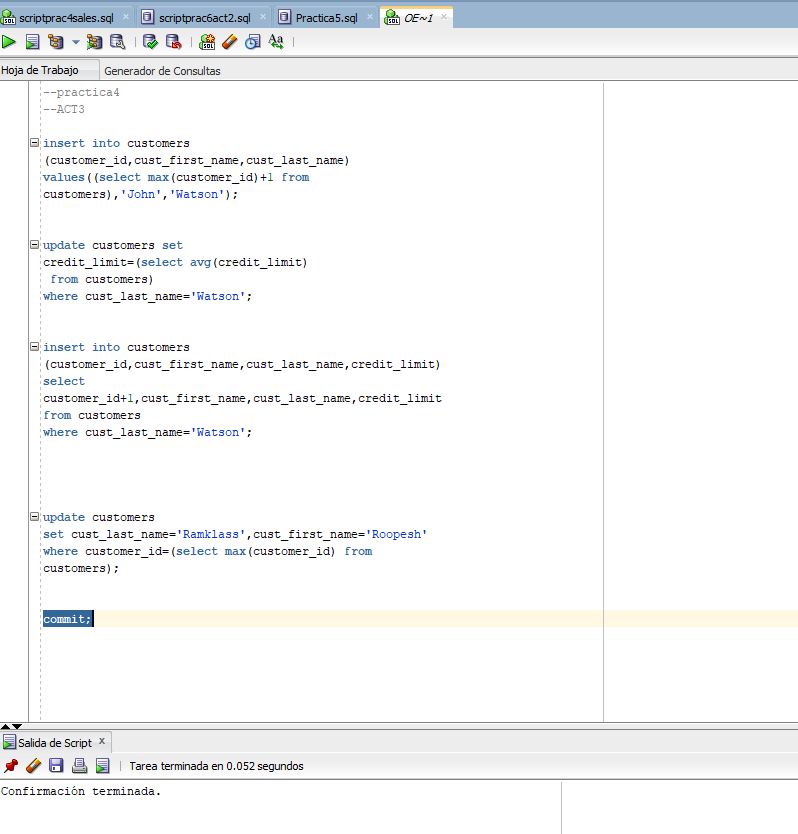 scriptprac4sales.sql scriptprac6act2.sql Practica5.sql OE~1
Hoja de Trabajo Generador de Consultas
--practica4
--ACT3
insert into customers
(customer_id,cust_first_name,cust_last_name)
values((select max(customer_id)+1 from
customers),'John','Watson');
update customers set
credit_limit=(select avg(credit_limit)
from customers)
where cust_last_name='Watson';
insert into customers
(customer_id,cust_first_name,cust_last_name,credit_limit)
select
customer_id+1,cust_first_name,cust_last_name,credit_limit
from customers
where cust_last_name='Watson';
update customers
set cust_last_name='Ramklass',cust_first_name='Roopesh'
where customer_id=(select max(customer_id) from
customers);
commit;
Salida de Script
Tarea terminada en 0.052 segundos
Confirmación terminada.